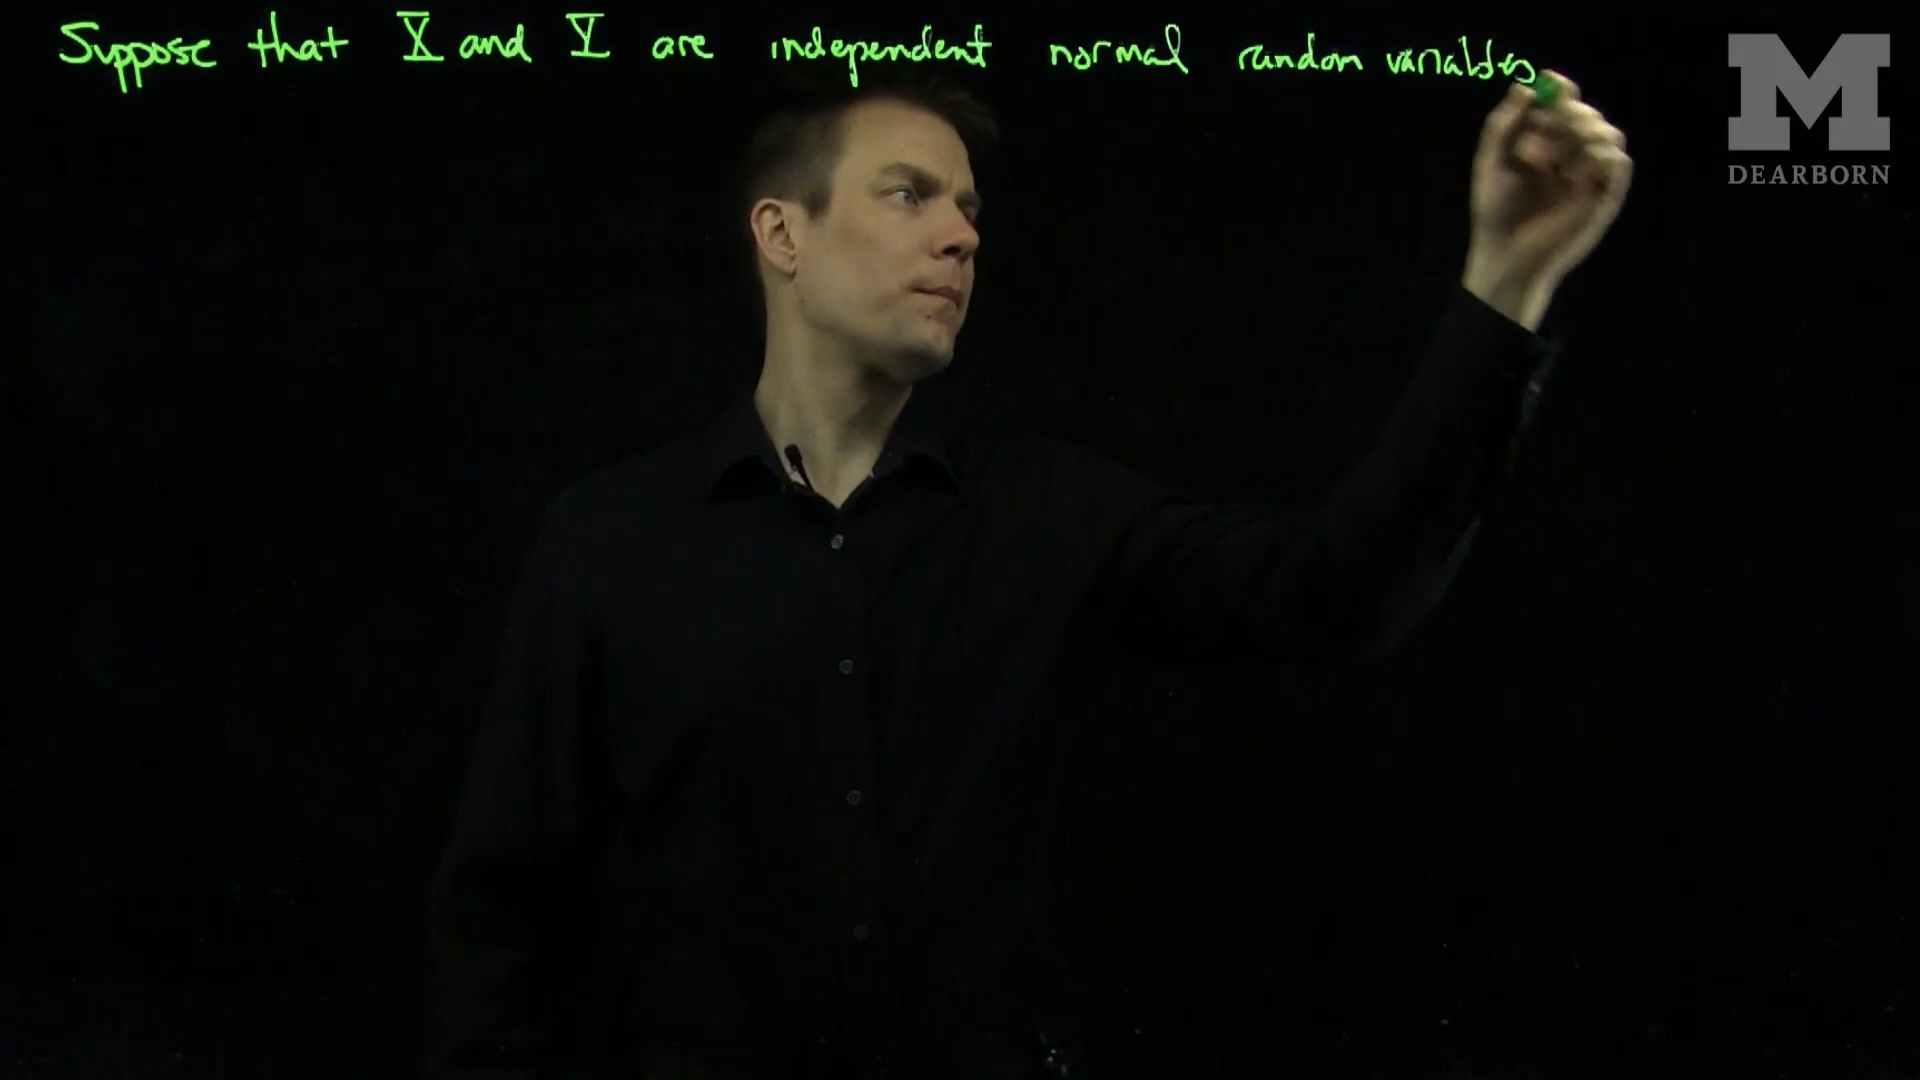 Suppose that X and Y are independent normal random variables
M
DEARBORN